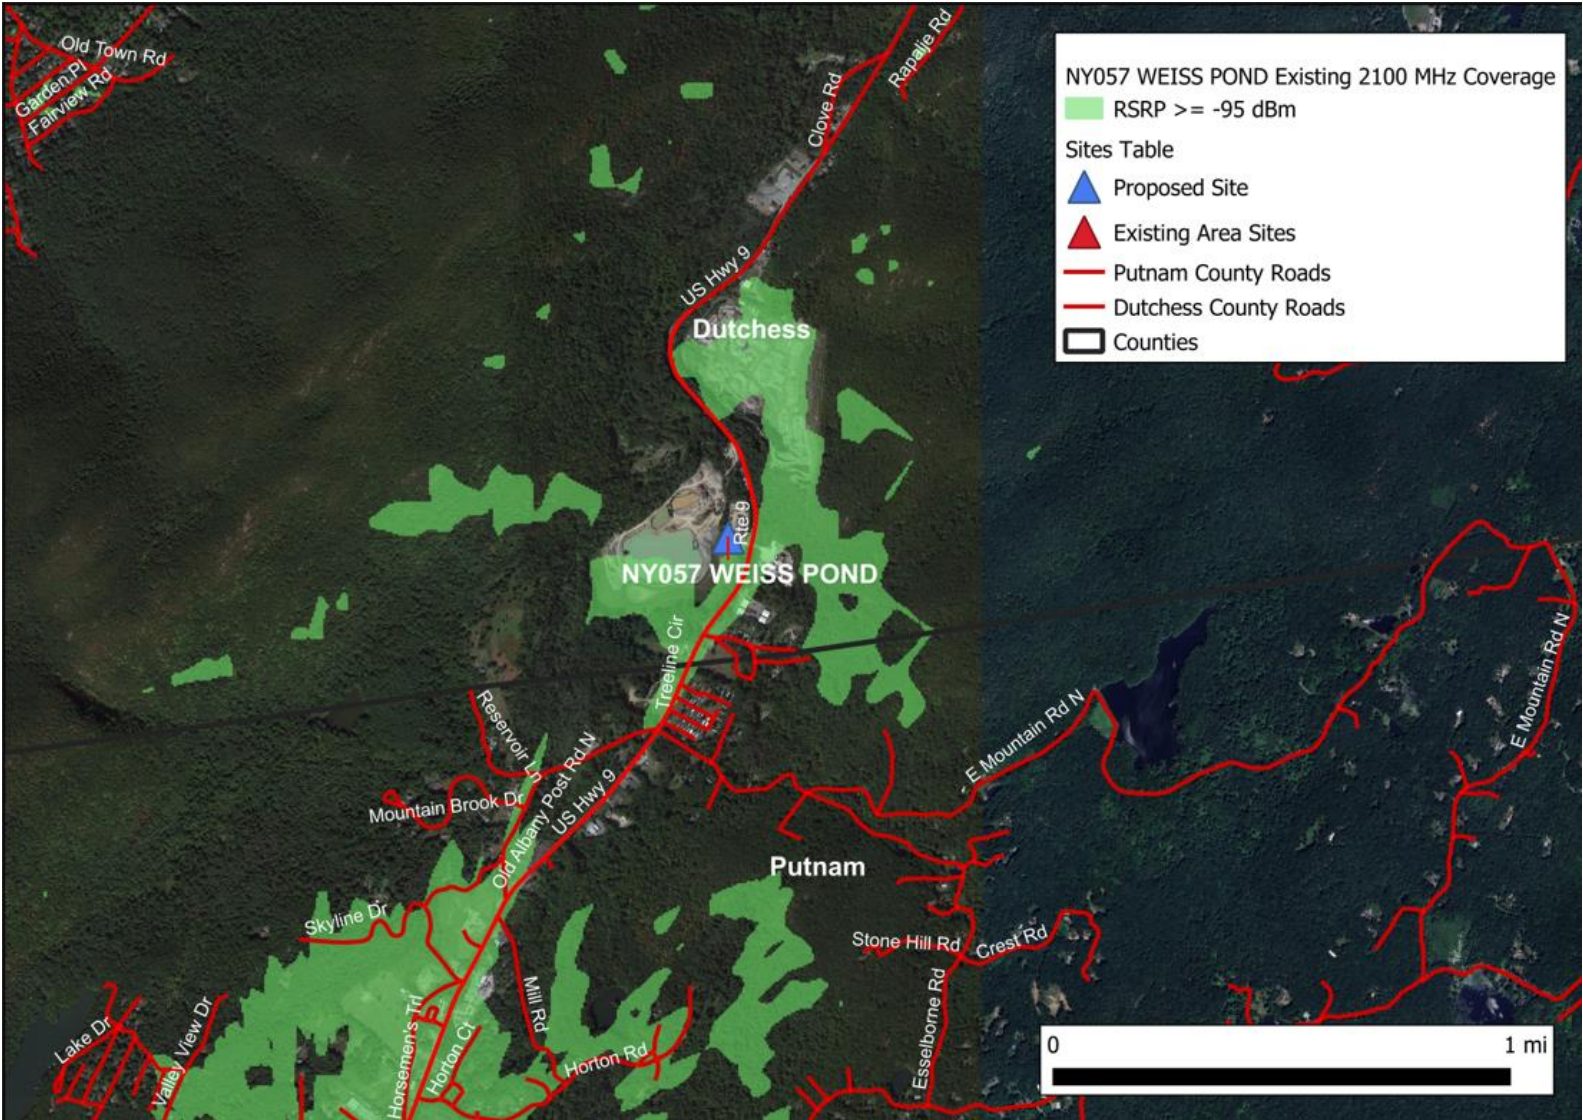 Old Town Rd
Garden Pl
Fairview Rd
Rapalje Rd
Clove Rd
NY057 WEISS POND Existing 2100 MHz Coverage
RSRP >= -95 dBm
Sites Table
Proposed Site
Existing Area Sites
Putnam County Roads
Dutchess County Roads
Counties
US Hwy 9
Dutchess
Rte 9
NY057 WEISS POND
Treeline Cir
Reservoir Ln
Old Albany Post Rd N
US Hwy 9
Mountain Brook Dr
E Mountain Rd N
E Mountain Rd N
Putnam
Skyline Dr
Stone Hill Rd
Crest Rd
Mill Rd
Esselborne Rd
Lake Dr
Valley View Dr
Horsemen's Trl
Horton Ct
Horton Rd
0
1 mi